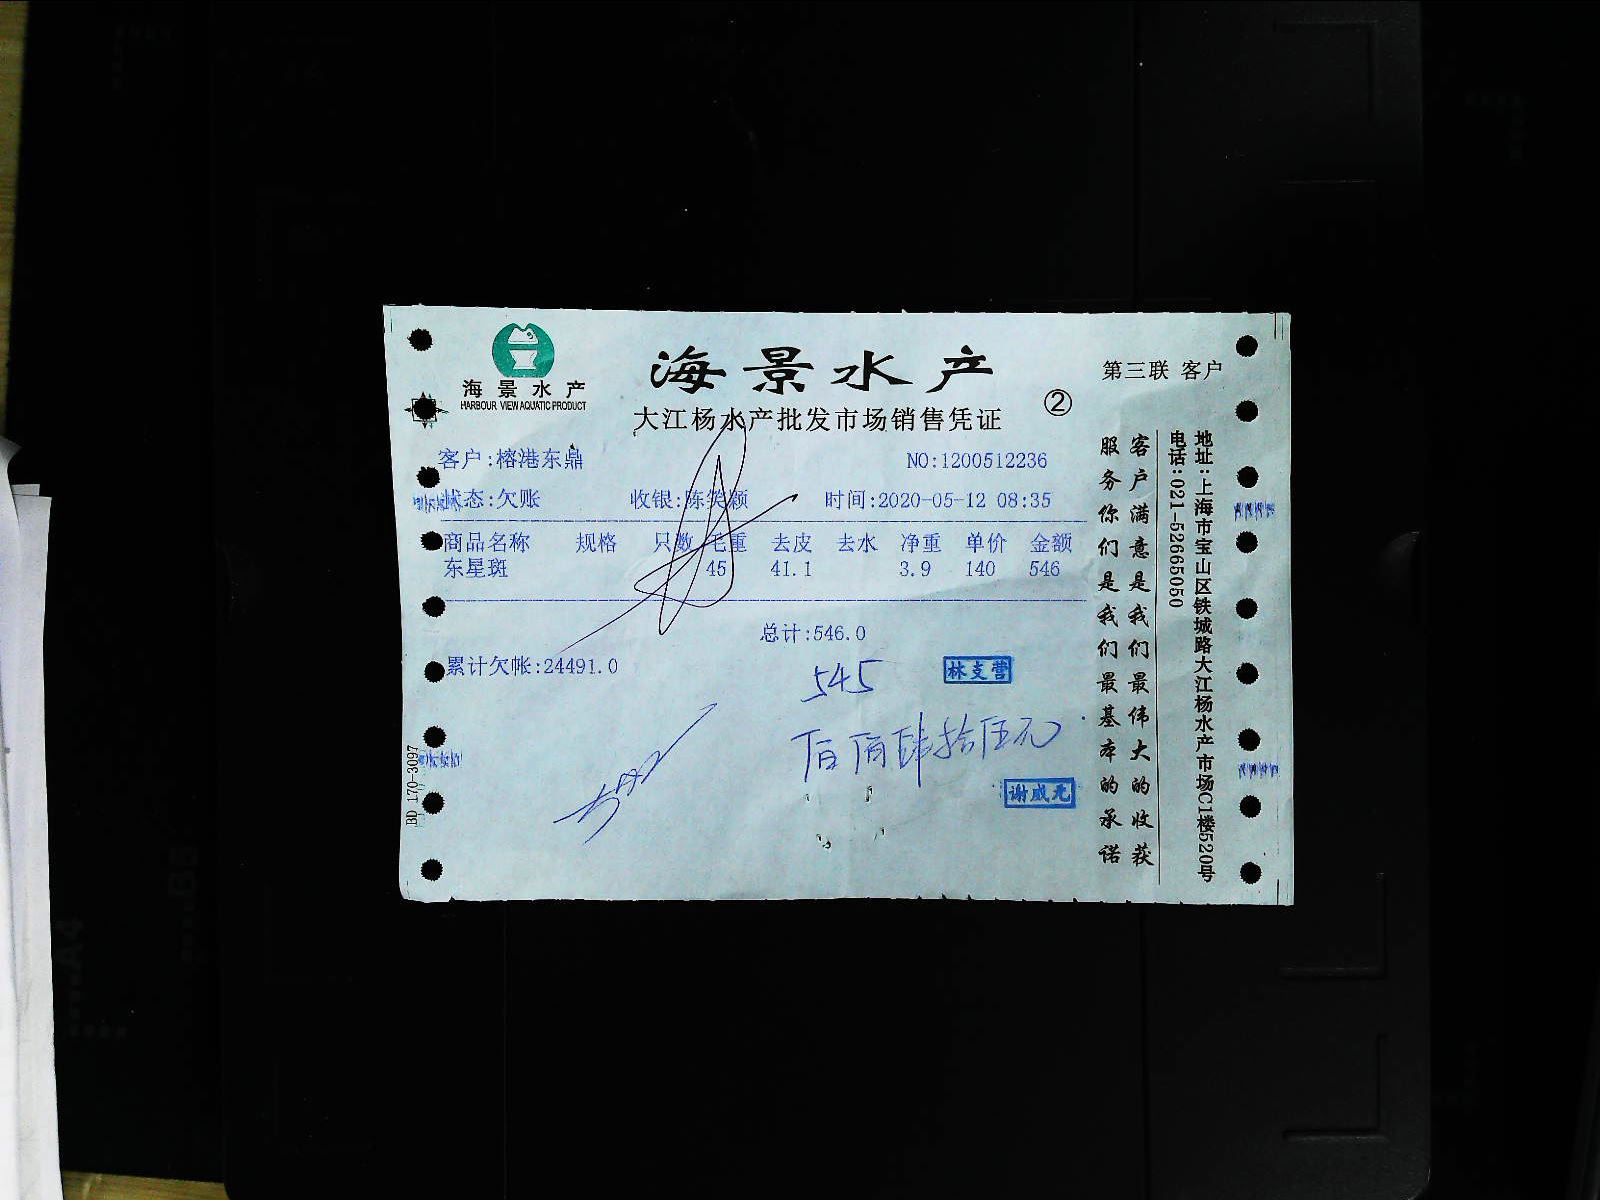 海景水产
HARBOUR VIEW AQUATIC PRODUCT
海景水产
大江杨水产批发市场销售凭证
②
第三联 客户
客户:榕港东鼎
NO:1200512236
状态:欠账 收银:陈笑颖 时间:2020-05-12 08:35
商品名称 规格 只数 毛重 去皮 去水 净重 单价 金额
东星斑 45 41.1 3.9 140 546
总计:546.0
累计欠帐:24491.0
545
林支营
伍佰肆拾伍元
客户满意是我们最伟大的收获
服务你们是我们最基本的承诺
地址:上海市宝山区铁城路大江杨水产市场C1楼520号
电话:021-52665050
BD 170-3097
A4